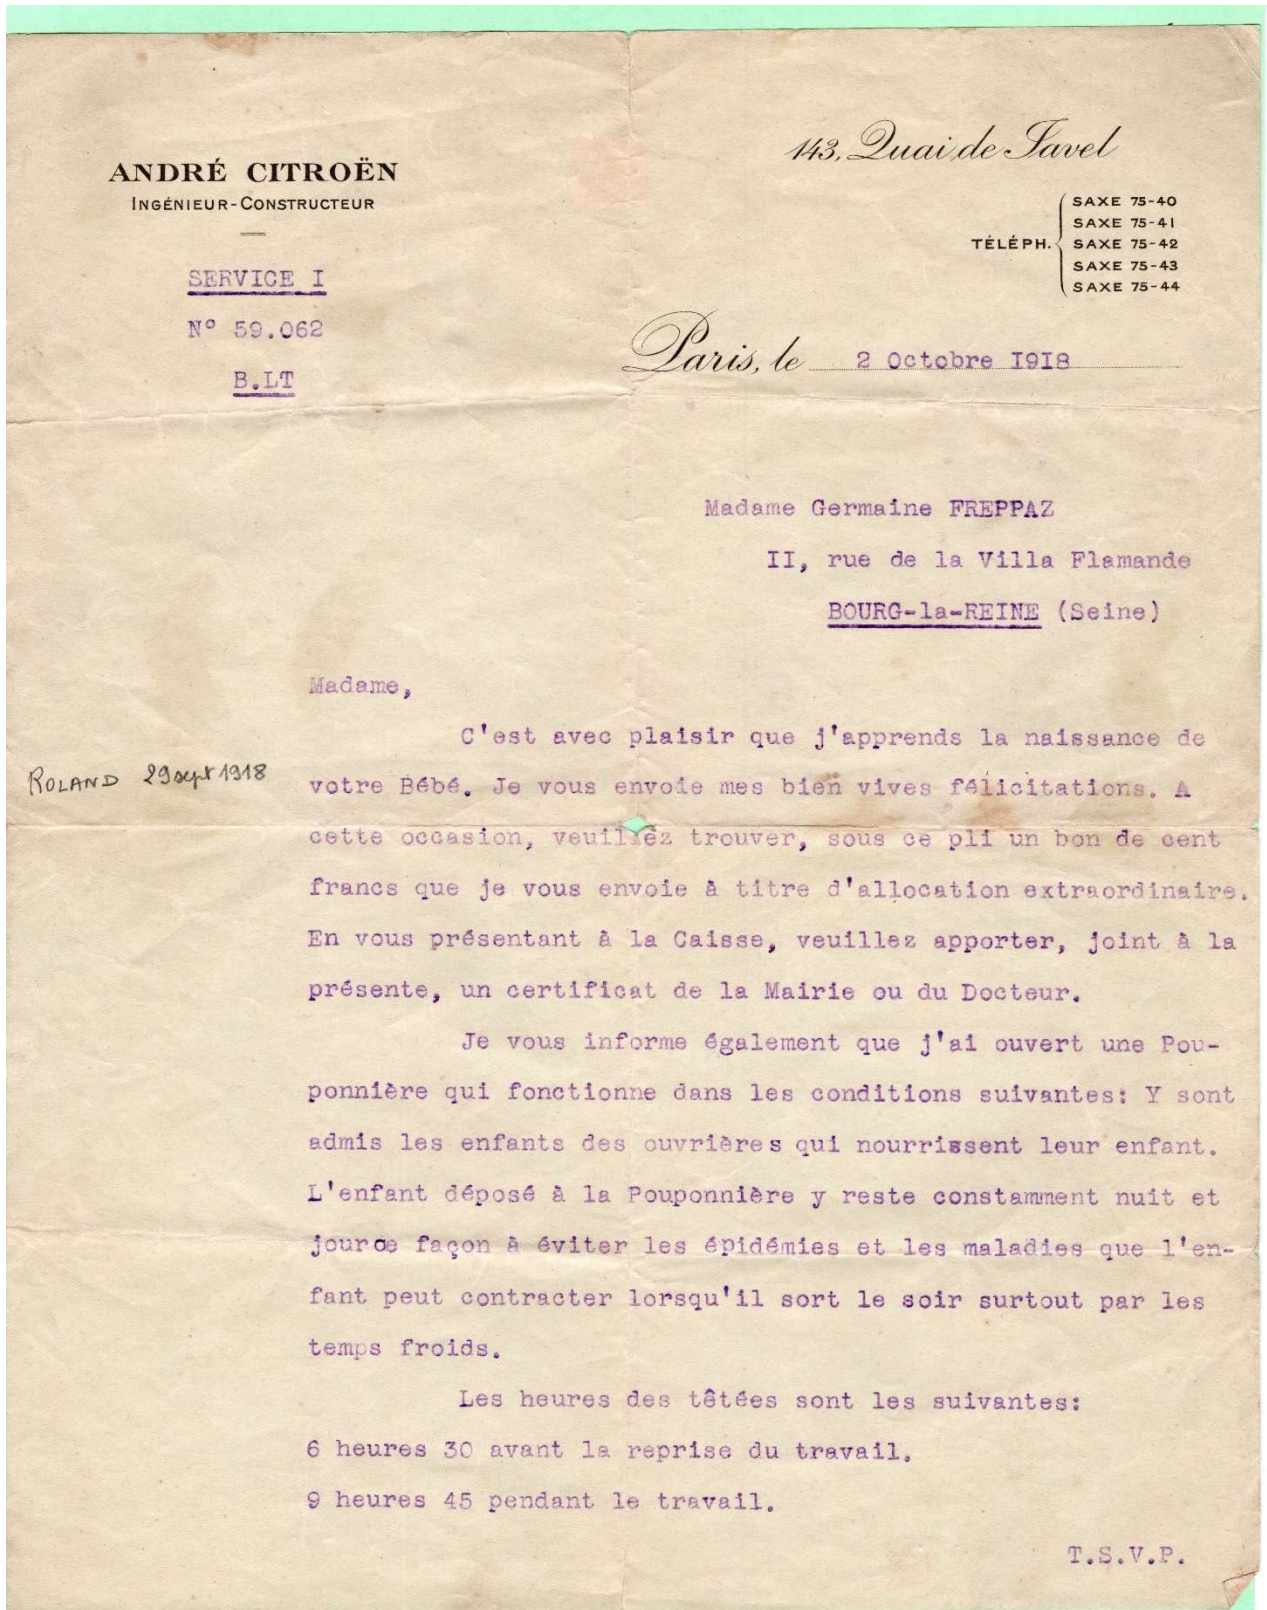 ANDRÉ CITROËN
INGÉNIEUR-CONSTRUCTEUR
SERVICE I
N° 59.062
B.LT
143, Quai de Javel
TÉLÉPH.
SAXE 75-40
SAXE 75-41
SAXE 75-42
SAXE 75-43
SAXE 75-44
Paris, le 2 Octobre I9I8
Madame Germaine FREPPAZ
II, rue de la Villa Flamande
BOURG-la-REINE (Seine)
Madame,
C'est avec plaisir que j'apprends la naissance de
ROLAND 29 sept 1918
votre Bébé. Je vous envoie mes bien vives félicitations. A
cette occasion, veuillez trouver, sous ce pli un bon de cent
francs que je vous envoie à titre d'allocation extraordinaire.
En vous présentant à la Caisse, veuillez apporter, joint à la
présente, un certificat de la Mairie ou du Docteur.
Je vous informe également que j'ai ouvert une Pou-
ponnière qui fonctionne dans les conditions suivantes: Y sont
admis les enfants des ouvrières qui nourrissent leur enfant.
L'enfant déposé à la Pouponnière y reste constamment nuit et
jour façon à éviter les épidémies et les maladies que l'en-
fant peut contracter lorsqu'il sort le soir surtout par les
temps froids.
Les heures des têtées sont les suivantes:
6 heures 30 avant la reprise du travail.
9 heures 45 pendant le travail.
T.S.V.P.